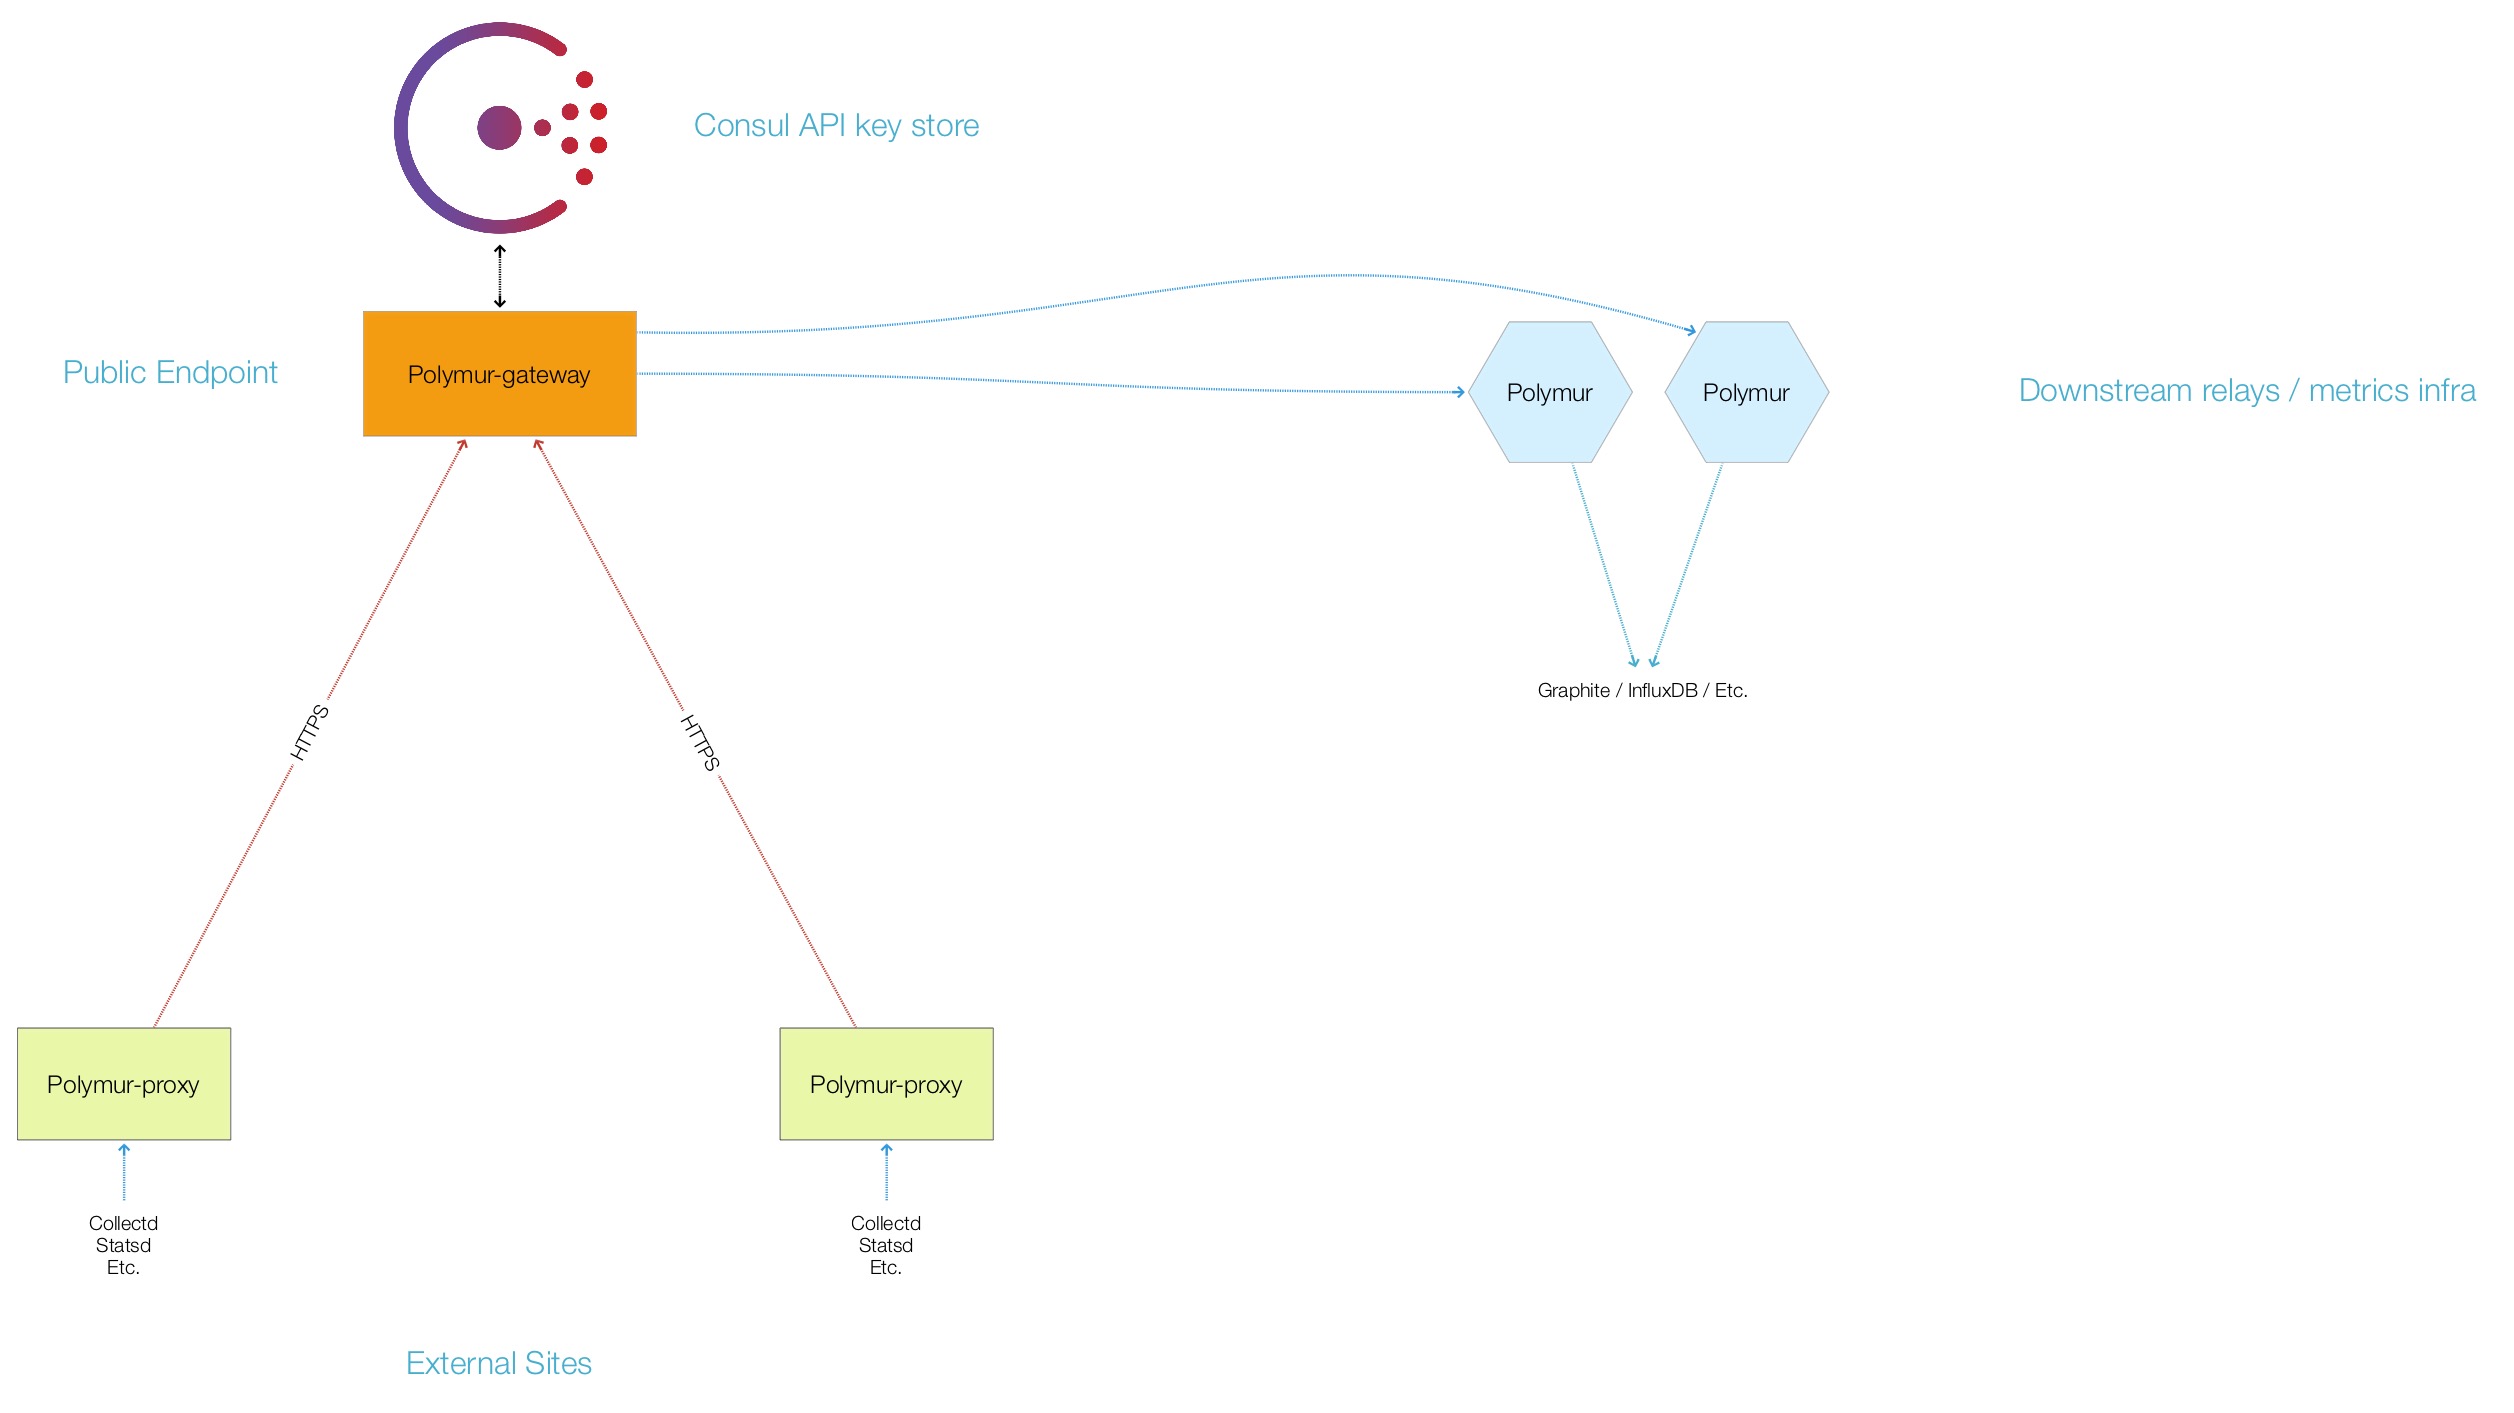 Consul API key store
Public Endpoint
Polymur-gateway
Polymur
Polymur
Downstream relays / metrics infra
Graphite / InfluxDB / Etc.
HTTPS
HTTPS
Polymur-proxy
Polymur-proxy
Collectd
Statsd
Etc.
Collectd
Statsd
Etc.
External Sites